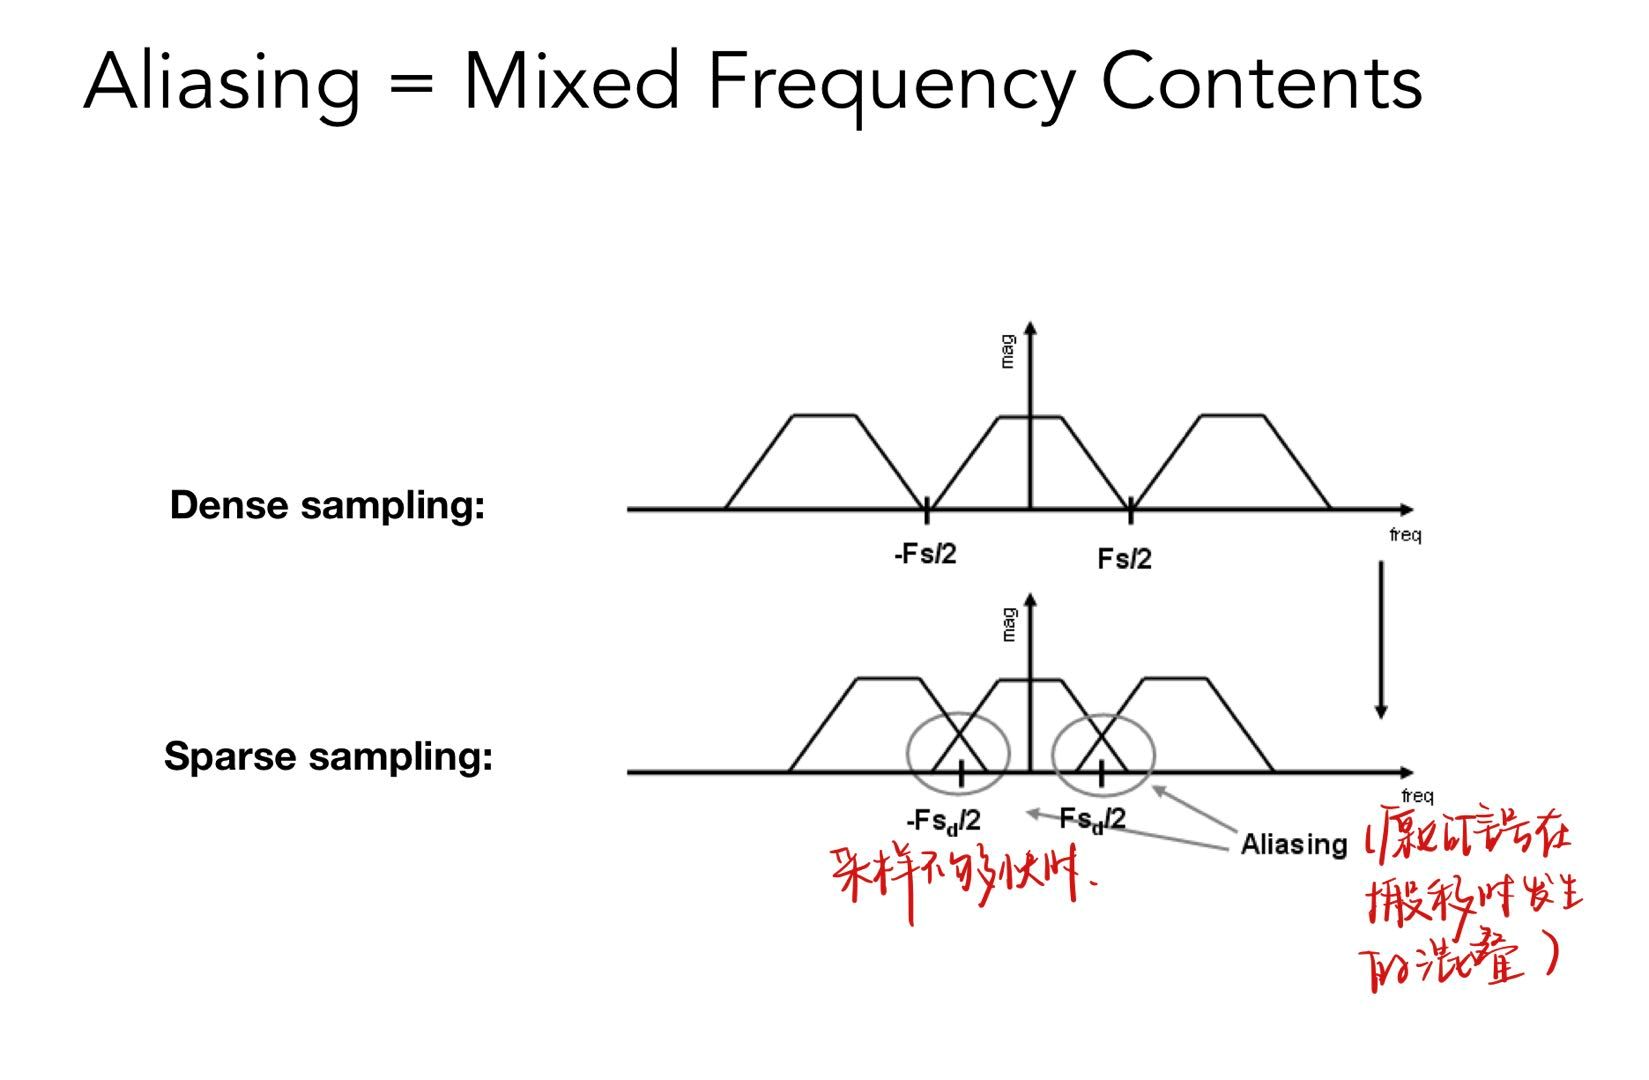 Aliasing = Mixed Frequency Contents
mag
Dense sampling:
freq
-Fs/2
Fs/2
mag
Sparse sampling:
freq
-Fsd/2
Fsd/2
Aliasing
采样不够快时.
(原始信号在
搬移时发生
的混叠)